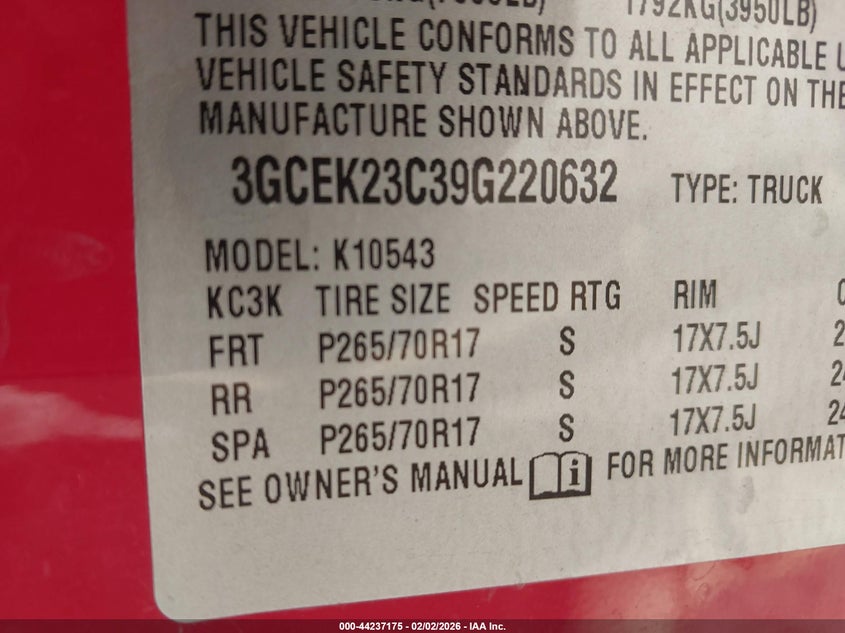 1792KG(3950LB)
THIS VEHICLE CONFORMS TO ALL APPLICABLE
VEHICLE SAFETY STANDARDS IN EFFECT ON THE
MANUFACTURE SHOWN ABOVE.
3GCEK23C39G220632 TYPE: TRUCK
MODEL: K10543
KC3K TIRE SIZE SPEED RTG RIM
FRT P265/70R17 S 17X7.5J
RR P265/70R17 S 17X7.5J
SPA P265/70R17 S 17X7.5J
SEE OWNER'S MANUAL i FOR MORE INFORMAT
000-44237175 - 02/02/2026 - IAA Inc.